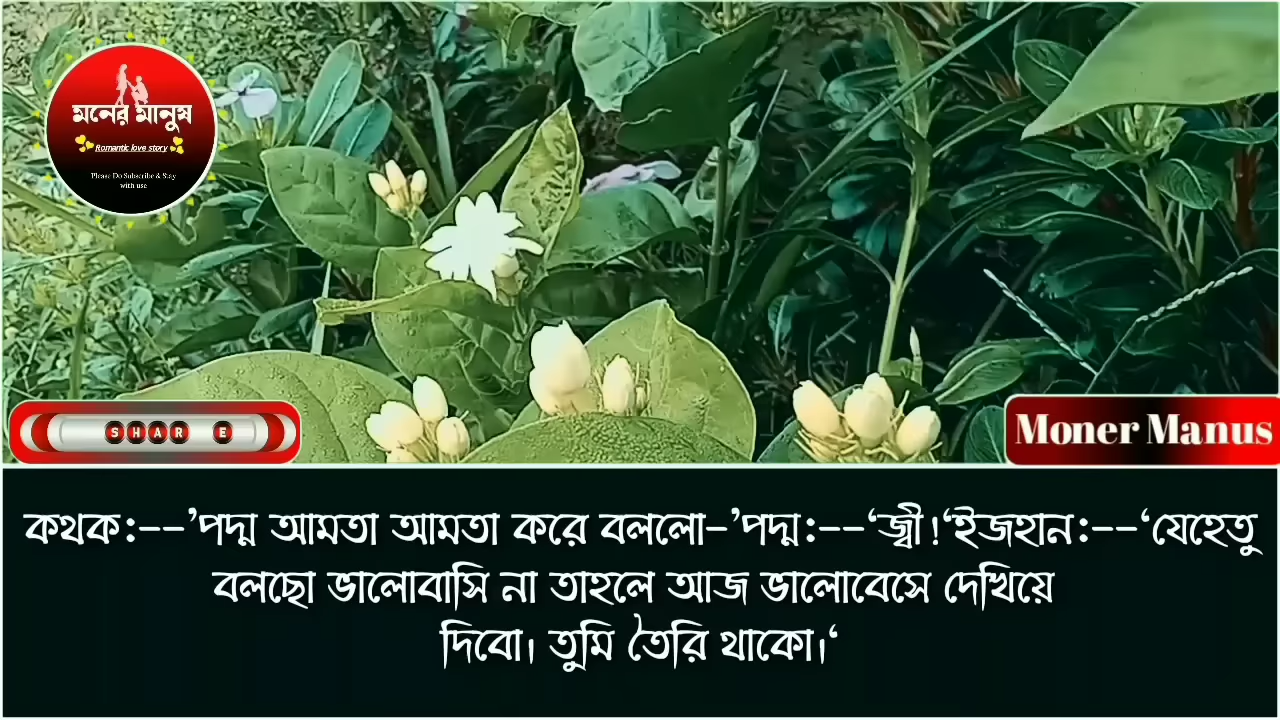 মনের মানুষ
Romantic love story
Please Do Subscribe & Stay
with use
SHARE
Moner Manus
কথক:--’পদ্ম আমতা আমতা করে বললো-’পদ্ম:--‘জ্বী!‘ইজহান:--‘যেহেতু
বলছো ভালোবাসি না তাহলে আজ ভালোবেসে দেখিয়ে
দিবো। তুমি তৈরি থাকো।‘